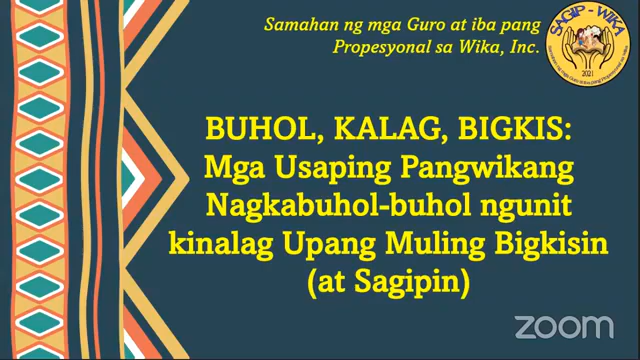 Samahan ng mga Guro at iba pang
Propesyonal sa Wika, Inc.
SAGIP - WIKA
2021
BUHOL, KALAG, BIGKIS:
Mga Usaping Pangwikang
Nagkabuhol-buhol ngunit
kinalag Upang Muling Bigkisin
(at Sagipin)
zoom